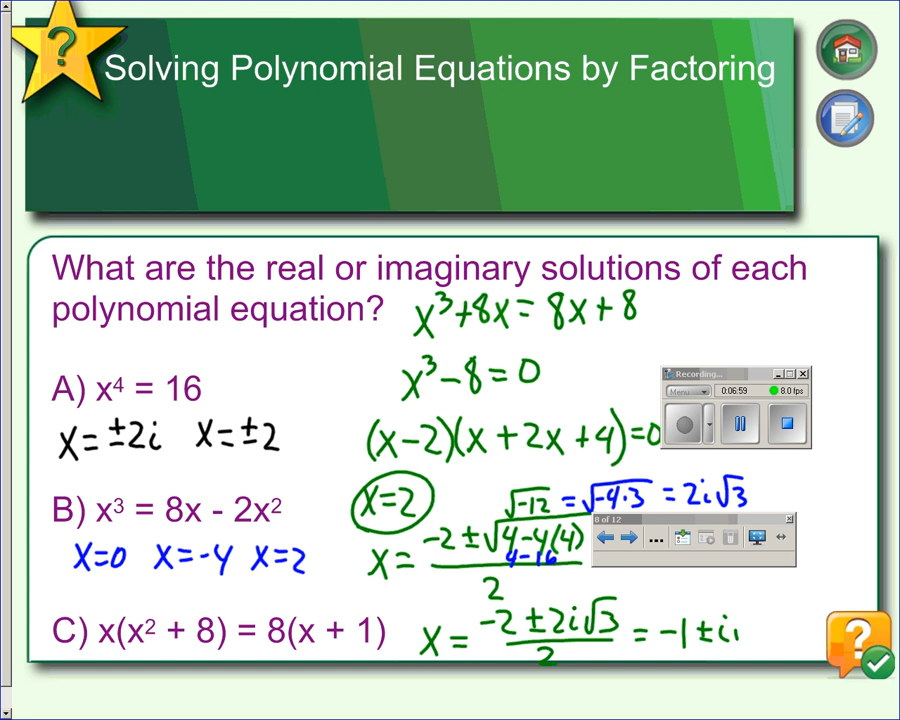 ?
Solving Polynomial Equations by Factoring
What are the real or imaginary solutions of each
polynomial equation?
x³+8x = 8x+8
x³-8=0
A) x⁴ = 16
Recording...
Menu
0:06:59
8.0 fps
x=±2i x=±2
(x-2)(x+2x+4)=0
x=2
√-12 = √-4·3 = 2i√3
B) x³ = 8x - 2x²
8 of 12
...
x=0 x=-4 x=2
x= -2±√4-4(4)
4-16
2
C) x(x² + 8) = 8(x + 1)
x = -2±2i√3 = -1±i
2
?